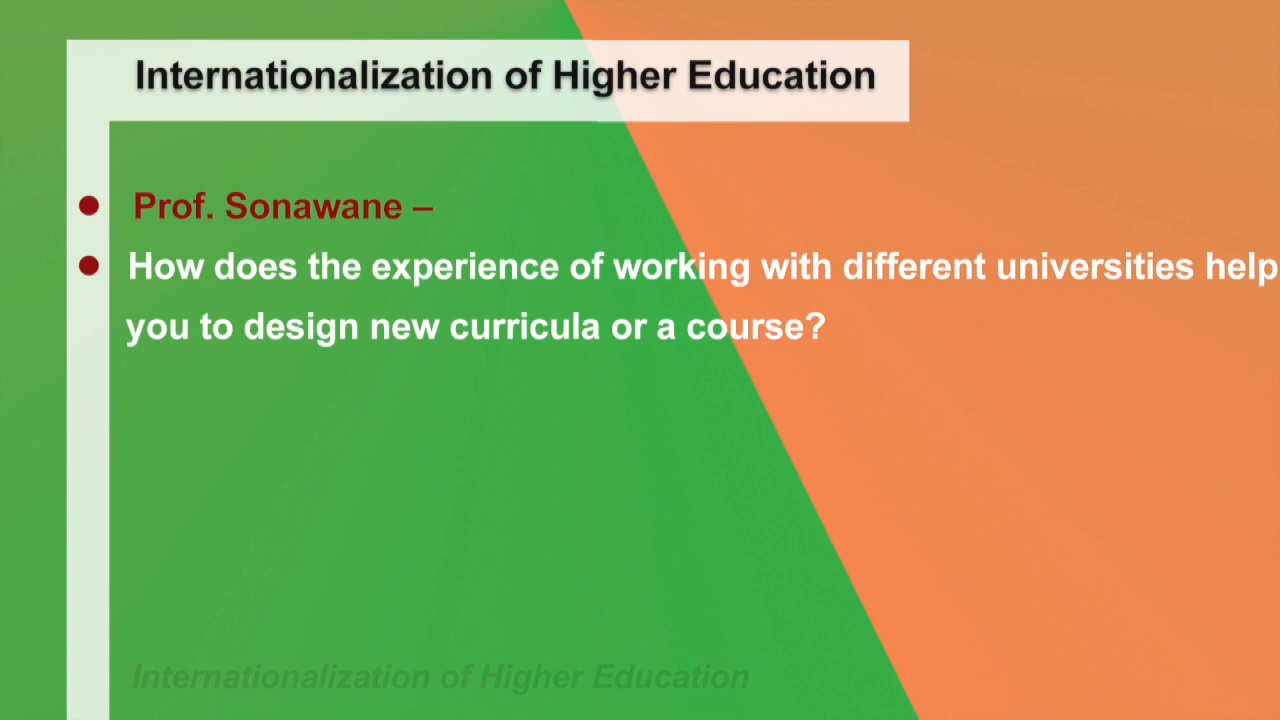 Internationalization of Higher Education
● Prof. Sonawane –
● How does the experience of working with different universities help
you to design new curricula or a course?
Internationalization of Higher Education